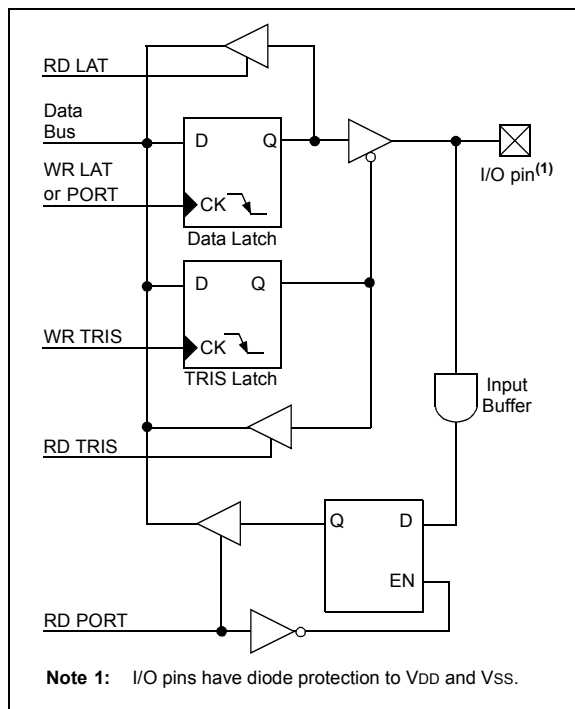 RD LAT
Data
Bus
D Q
WR LAT
or PORT
CK
I/O pin(1)
Data Latch
D Q
WR TRIS
CK
TRIS Latch
Input
Buffer
RD TRIS
Q D
EN
RD PORT
Note 1: I/O pins have diode protection to VDD and VSS.